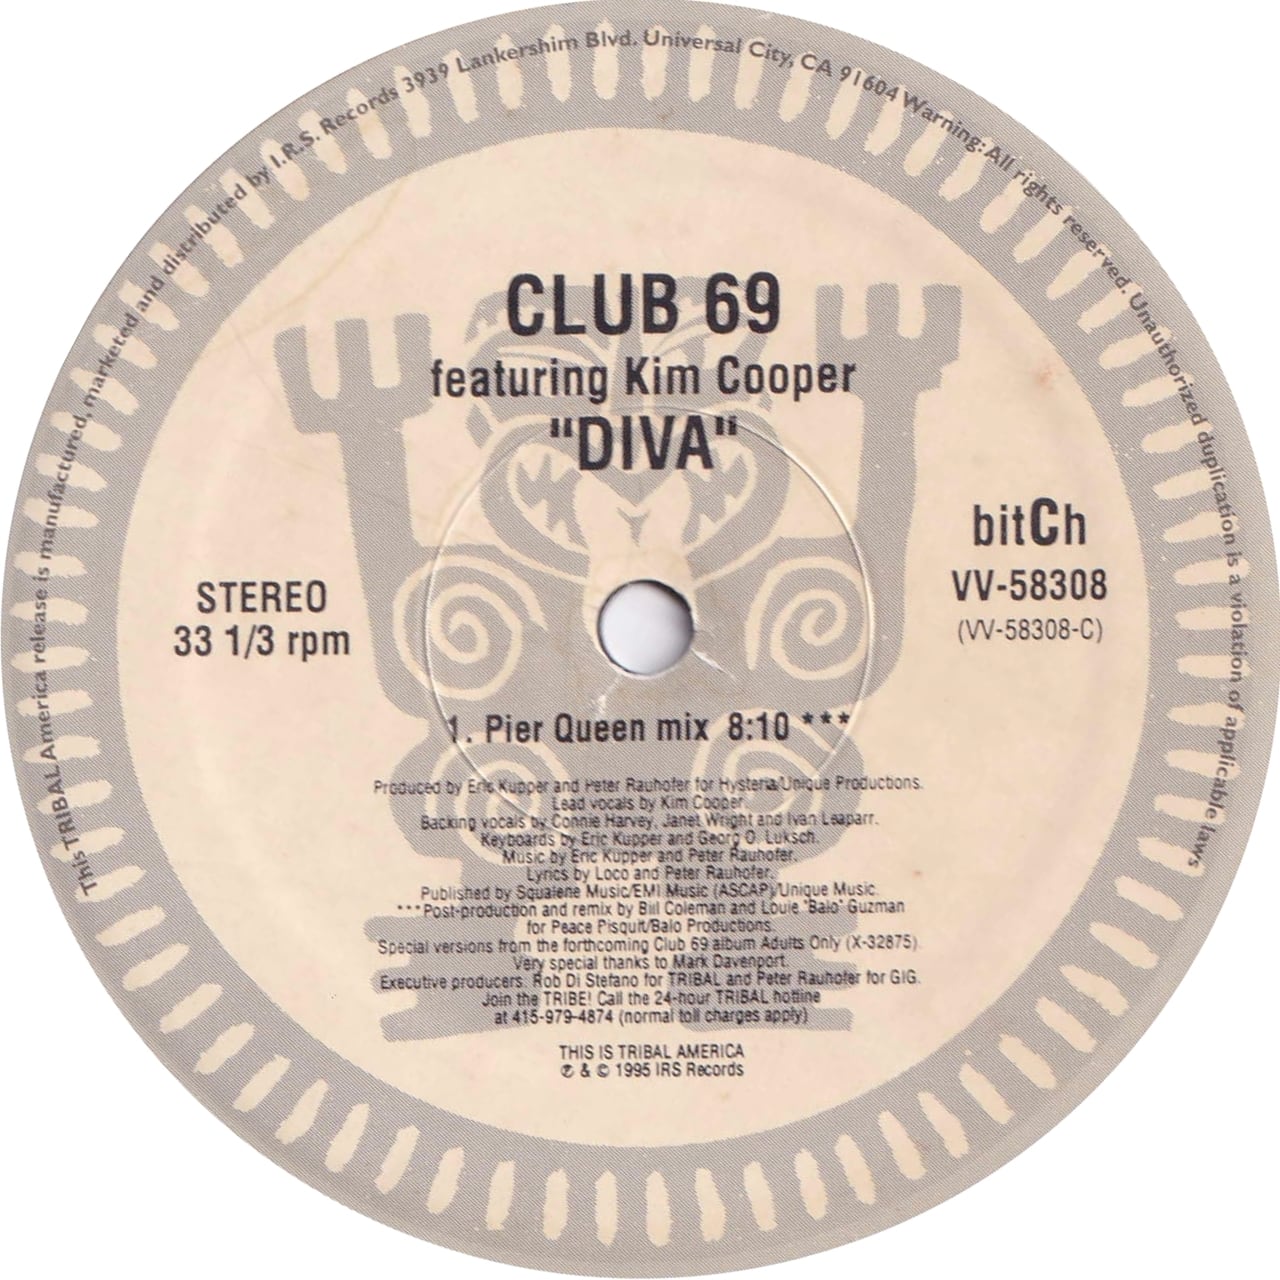 This TRIBAL America release is manufactured, marketed and distributed by I.R.S. Records 3939 Lankershim Blvd. Universal City, CA 91604 Warning: All rights reserved. Unauthorized duplication is a violation of applicable laws
CLUB 69
featuring Kim Cooper
"DIVA"
bitCh
VV-58308
(VV-58308-C)
STEREO
33 1/3 rpm
1. Pier Queen mix 8:10 ***
Produced by Eric Kupper and Peter Rauhofer for Hysteria/Unique Productions.
Lead vocals by Kim Cooper.
Backing vocals by Connie Harvey, Janet Wright and Ivan Leaparr.
Keyboards by Eric Kupper and Georg O. Luksch.
Music by Eric Kupper and Peter Rauhofer.
Lyrics by Loco and Peter Rauhofer.
Published by Squalene Music/EMI Music (ASCAP)/Unique Music.
***Post-production and remix by Bill Coleman and Louie "Balo" Guzman
for Peace Pisquit/Balo Productions.
Special versions from the forthcoming Club 69 album Adults Only (X-32875).
Very special thanks to Mark Davenport.
Executive producers: Rob Di Stefano for TRIBAL and Peter Rauhofer for GIG.
Join the TRIBE! Call the 24-hour TRIBAL hotline
at 415-979-4874 (normal toll charges apply)
THIS IS TRIBAL AMERICA
℗ & © 1995 IRS Records